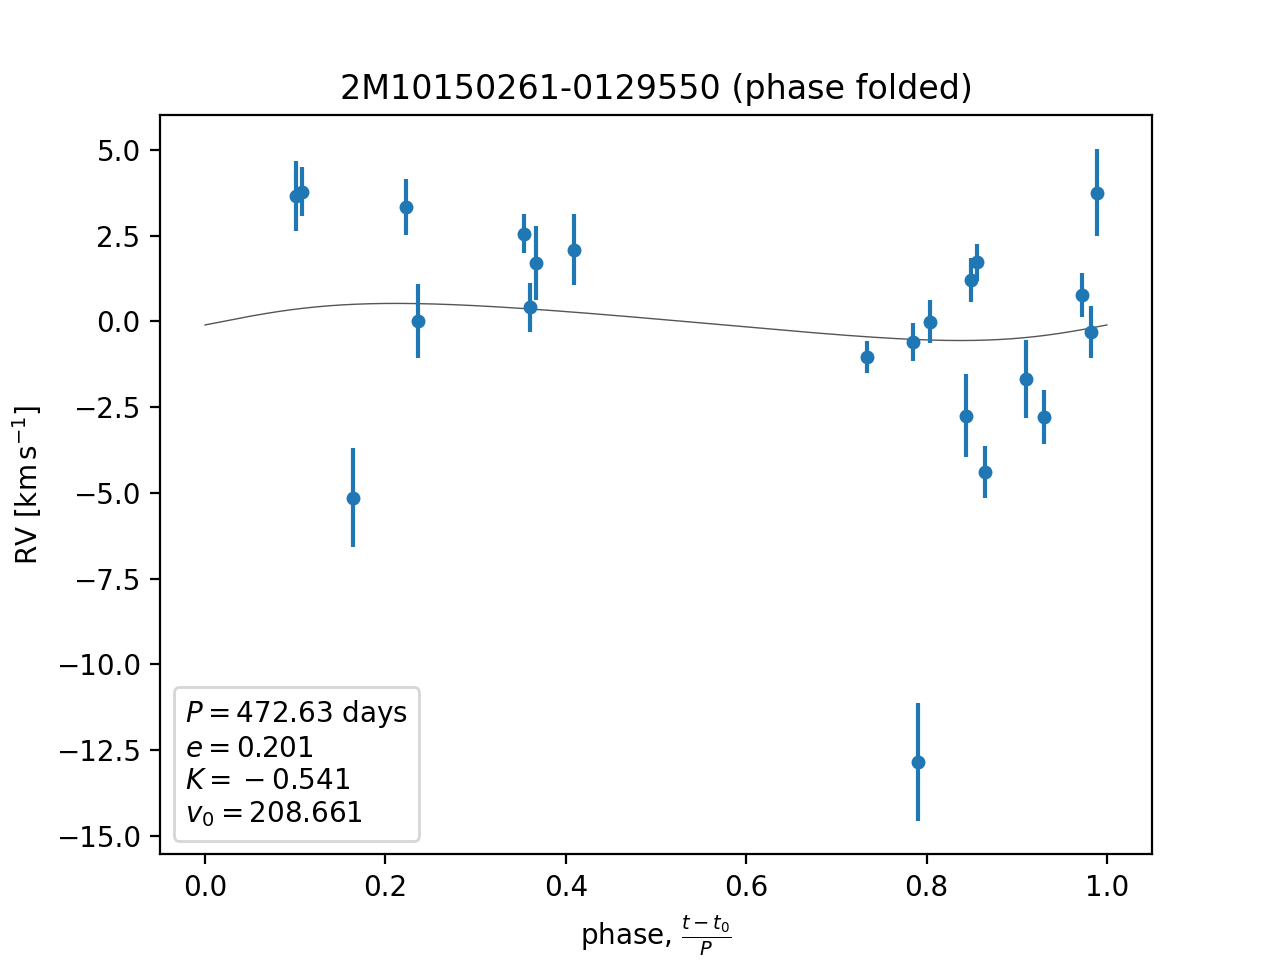 2M10150261-0129550 (phase folded)
5.0
2.5
0.0
−2.5
−5.0
−7.5
−10.0
−12.5
−15.0
RV [km s⁻¹]
P = 472.63 days
e = 0.201
K = − 0.541
v₀ = 208.661
0.0 0.2 0.4 0.6 0.8 1.0
phase, (t − t₀)/P